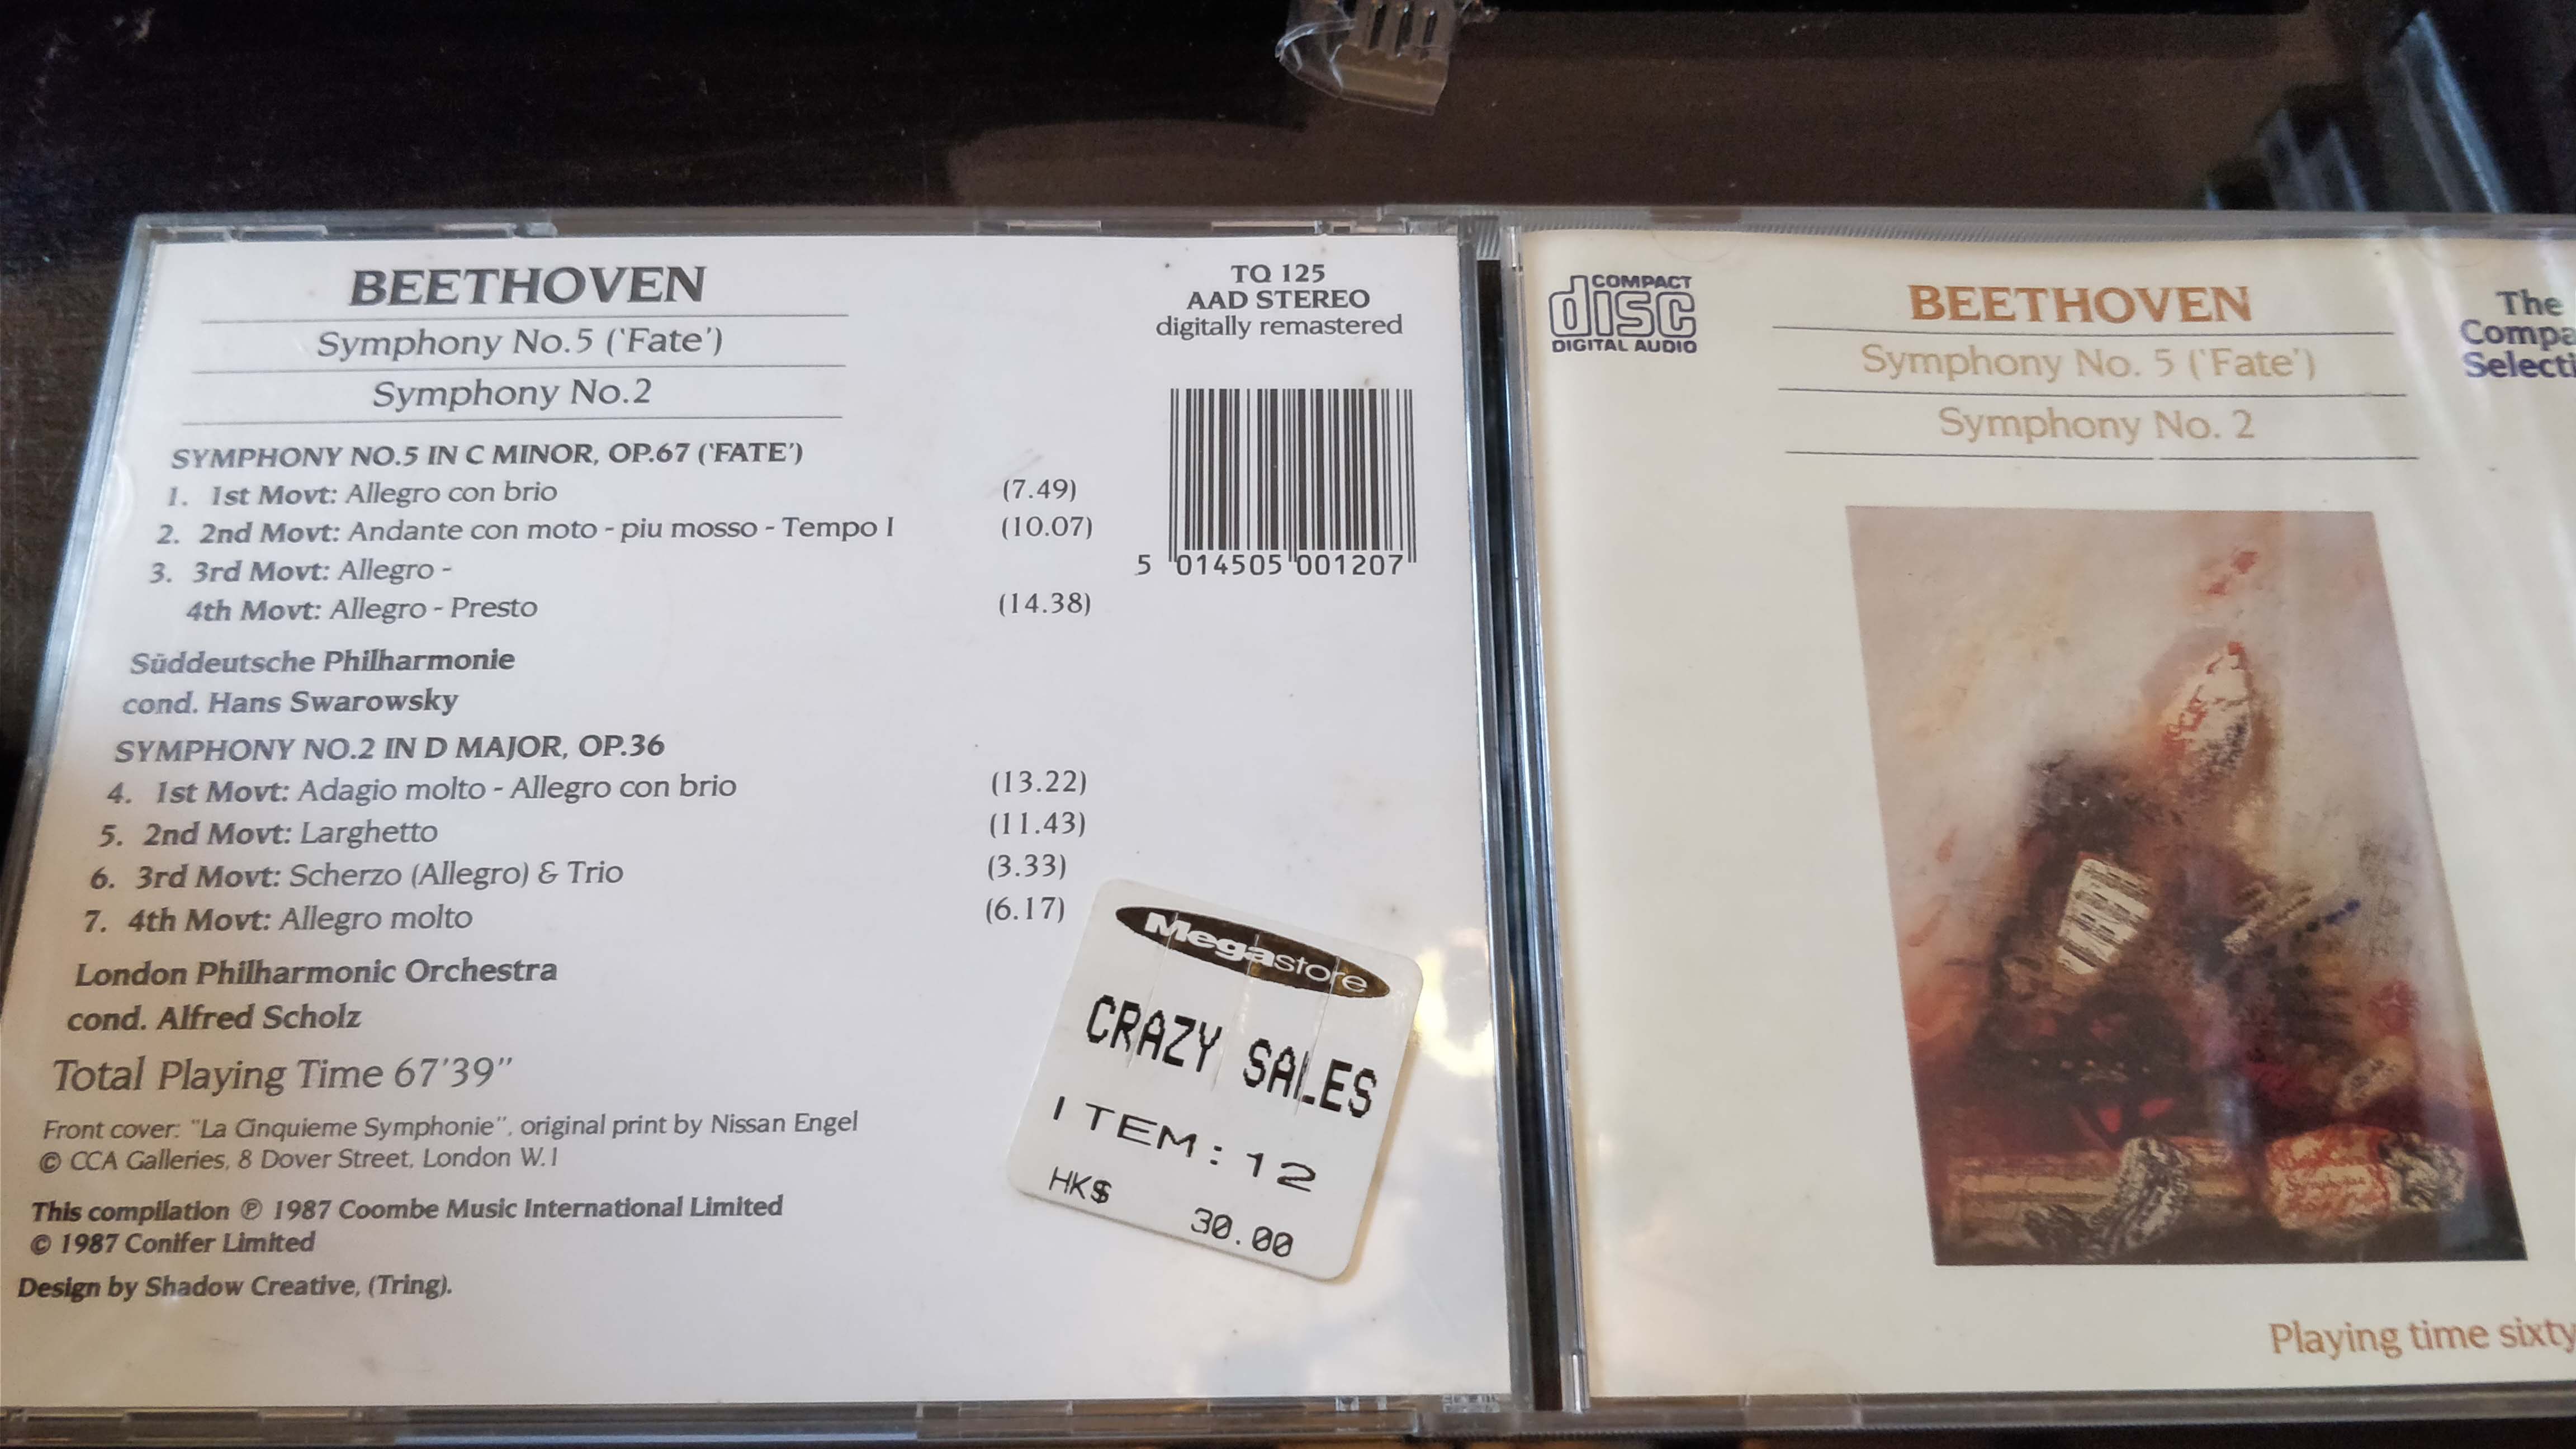 BEETHOVEN
Symphony No.5 ('Fate')
Symphony No.2
TQ 125
AAD STEREO
digitally remastered
5 014505 001207
SYMPHONY NO.5 IN C MINOR, OP.67 ('FATE')
1. 1st Movt: Allegro con brio (7.49)
2. 2nd Movt: Andante con moto - piu mosso - Tempo I (10.07)
3. 3rd Movt: Allegro -
4th Movt: Allegro - Presto (14.38)
Süddeutsche Philharmonie
cond. Hans Swarowsky
SYMPHONY NO.2 IN D MAJOR, OP.36
4. 1st Movt: Adagio molto - Allegro con brio (13.22)
5. 2nd Movt: Larghetto (11.43)
6. 3rd Movt: Scherzo (Allegro) & Trio (3.33)
7. 4th Movt: Allegro molto (6.17)
London Philharmonic Orchestra
cond. Alfred Scholz
Total Playing Time 67'39"
Front cover: "La Cinquieme Symphonie", original print by Nissan Engel
© CCA Galleries, 8 Dover Street, London W.1
This compilation ℗ 1987 Coombe Music International Limited
© 1987 Conifer Limited
Design by Shadow Creative, (Tring).
Megastore
CRAZY SALES
ITEM:12
HK$ 30.00
COMPACT
disc
DIGITAL AUDIO
BEETHOVEN
Symphony No. 5 ('Fate')
Symphony No. 2
The
Compa
Selecti
Playing time sixty